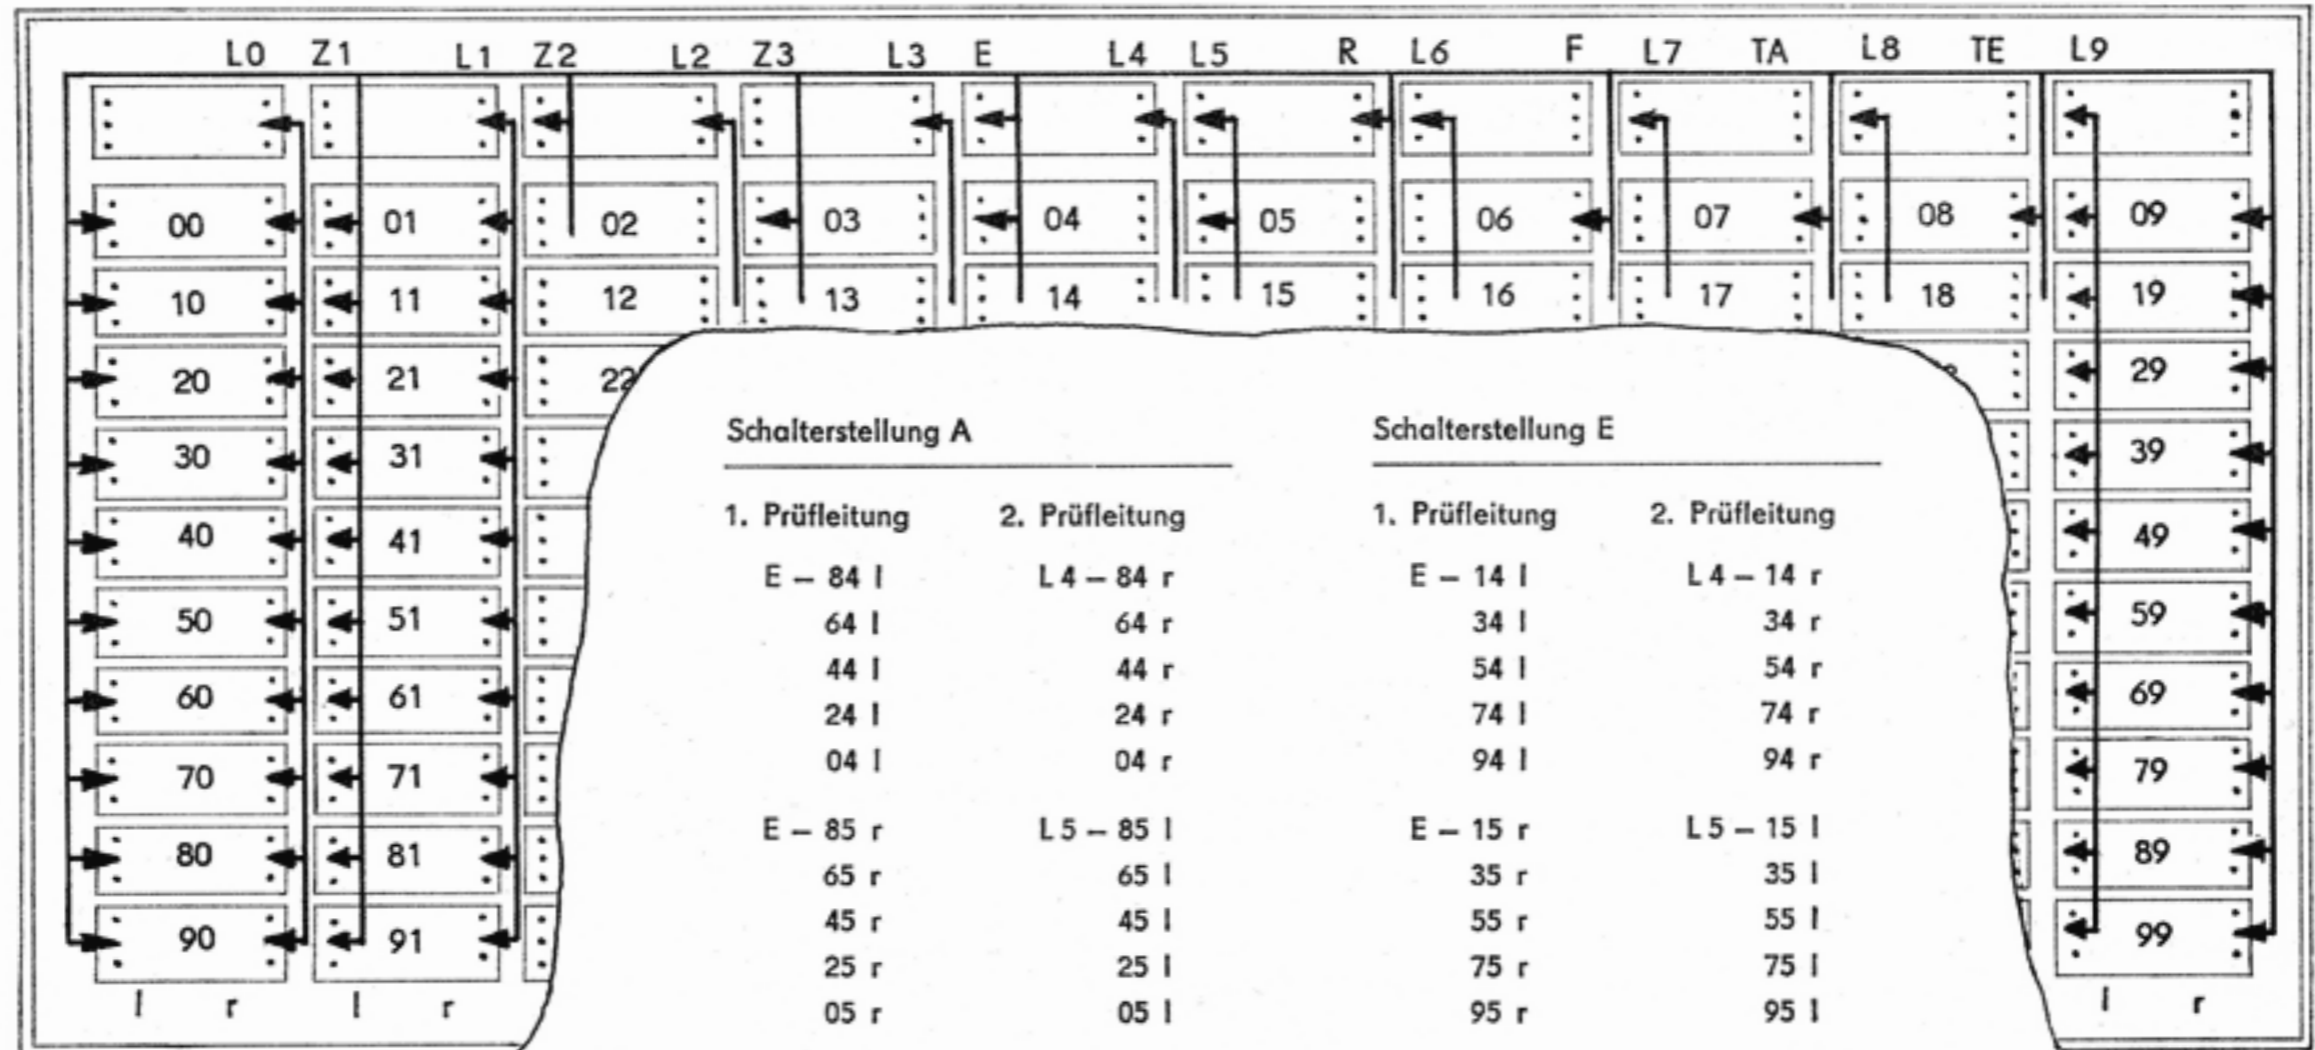 L0 Z1 L1 Z2 L2 Z3 L3 E L4 L5 R L6 F L7 TA L8 TE L9
00 01 02 03 04 05 06 07 08 09
10 11 12 13 14 15 16 17 18 19
20 21 22 29
30 31 39
40 41 49
50 51 59
60 61 69
70 71 79
80 81 89
90 91 99
l r l r l r
Schalterstellung A Schalterstellung E
1. Prüfleitung 2. Prüfleitung 1. Prüfleitung 2. Prüfleitung
E – 84 l L4 – 84 r E – 14 l L4 – 14 r
64 l 64 r 34 l 34 r
44 l 44 r 54 l 54 r
24 l 24 r 74 l 74 r
04 l 04 r 94 l 94 r
E – 85 r L5 – 85 l E – 15 r L5 – 15 l
65 r 65 l 35 r 35 l
45 r 45 l 55 r 55 l
25 r 25 l 75 r 75 l
05 r 05 l 95 r 95 l